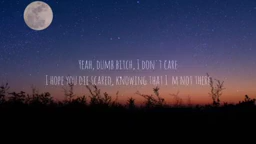 YEAH, DUMB BITCH, I DON'T CARE
I HOPE YOU DIE SCARED, KNOWING THAT I'M NOT THERE